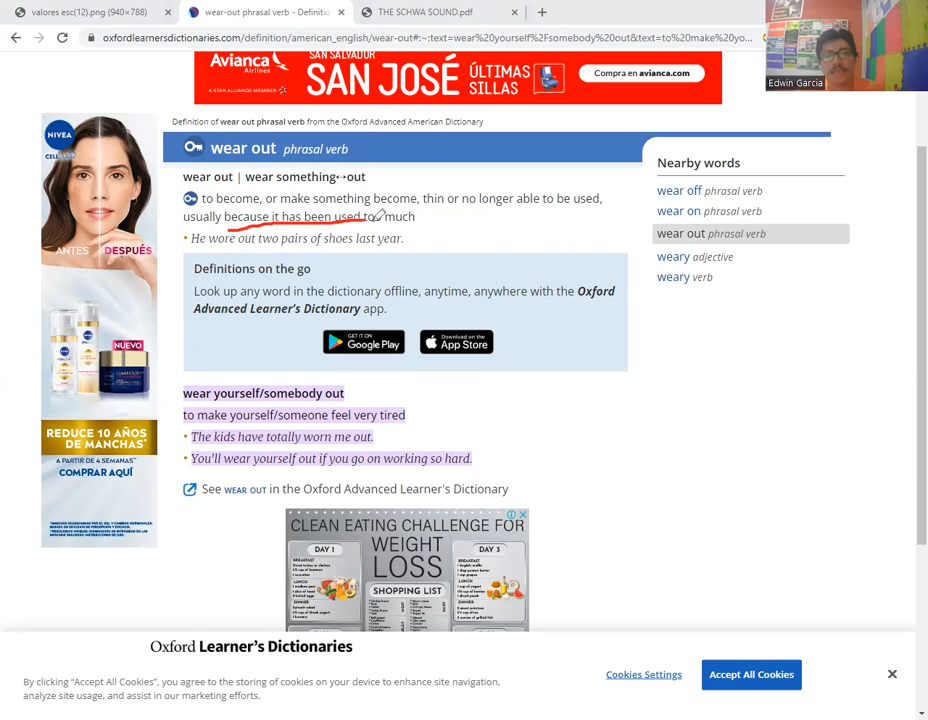 valores esc(12).png (940×788)
wear-out phrasal verb - Definitio
THE SCHWA SOUND.pdf
oxfordlearnersdictionaries.com/definition/american_english/wear-out#:~:text=wear%20yourself%2Fsomebody%20out&text=to%20make%20yo...
Edwin Garcia
Avianca
Airlines
A STAR ALLIANCE MEMBER
SAN SALVADOR
SAN JOSÉ
ÚLTIMAS
SILLAS
Compra en avianca.com
Definition of wear out phrasal verb from the Oxford Advanced American Dictionary
wear out phrasal verb
wear out | wear something↔out
to become, or make something become, thin or no longer able to be used,
usually because it has been used to much
• He wore out two pairs of shoes last year.
Definitions on the go
Look up any word in the dictionary offline, anytime, anywhere with the Oxford
Advanced Learner's Dictionary app.
GET IT ON
Google Play
Download on the
App Store
wear yourself/somebody out
to make yourself/someone feel very tired
• The kids have totally worn me out.
• You'll wear yourself out if you go on working so hard.
See WEAR OUT in the Oxford Advanced Learner's Dictionary
Nearby words
wear off phrasal verb
wear on phrasal verb
wear out phrasal verb
weary adjective
weary verb
NIVEA
CELLULAR
ANTES
DESPUÉS
NUEVO
REDUCE 10 AÑOS
DE MANCHAS*
A PARTIR DE 4 SEMANAS**
COMPRAR AQUÍ
CLEAN EATING CHALLENGE FOR
WEIGHT
LOSS
DAY 1
DAY 3
BREAKFAST
LUNCH
DINNER
SHOPPING LIST
BREAKFAST
LUNCH
DINNER
Oxford Learner's Dictionaries
By clicking "Accept All Cookies", you agree to the storing of cookies on your device to enhance site navigation,
analyze site usage, and assist in our marketing efforts.
Cookies Settings
Accept All Cookies